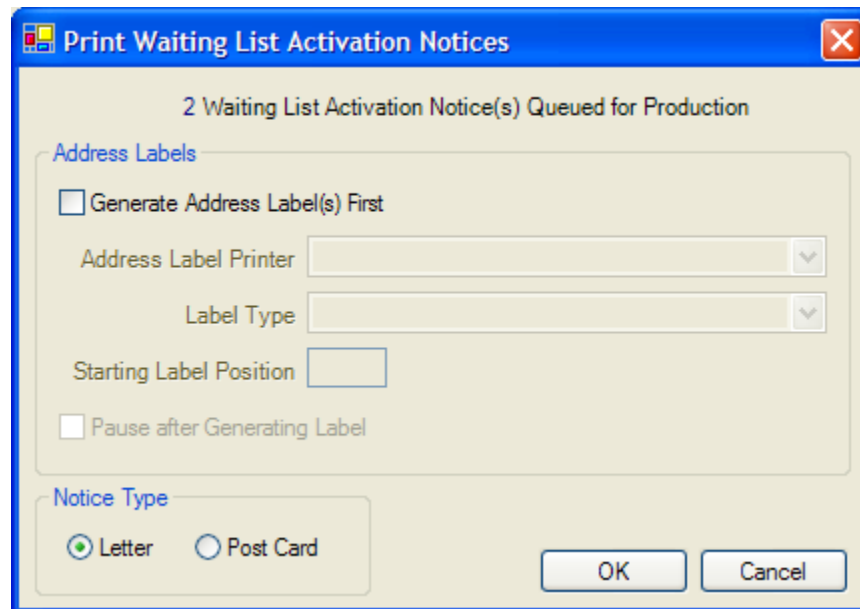 Print Waiting List Activation Notices
2 Waiting List Activation Notice(s) Queued for Production
Address Labels
Generate Address Label(s) First
Address Label Printer
Label Type
Starting Label Position
Pause after Generating Label
Notice Type
Letter Post Card
OK Cancel